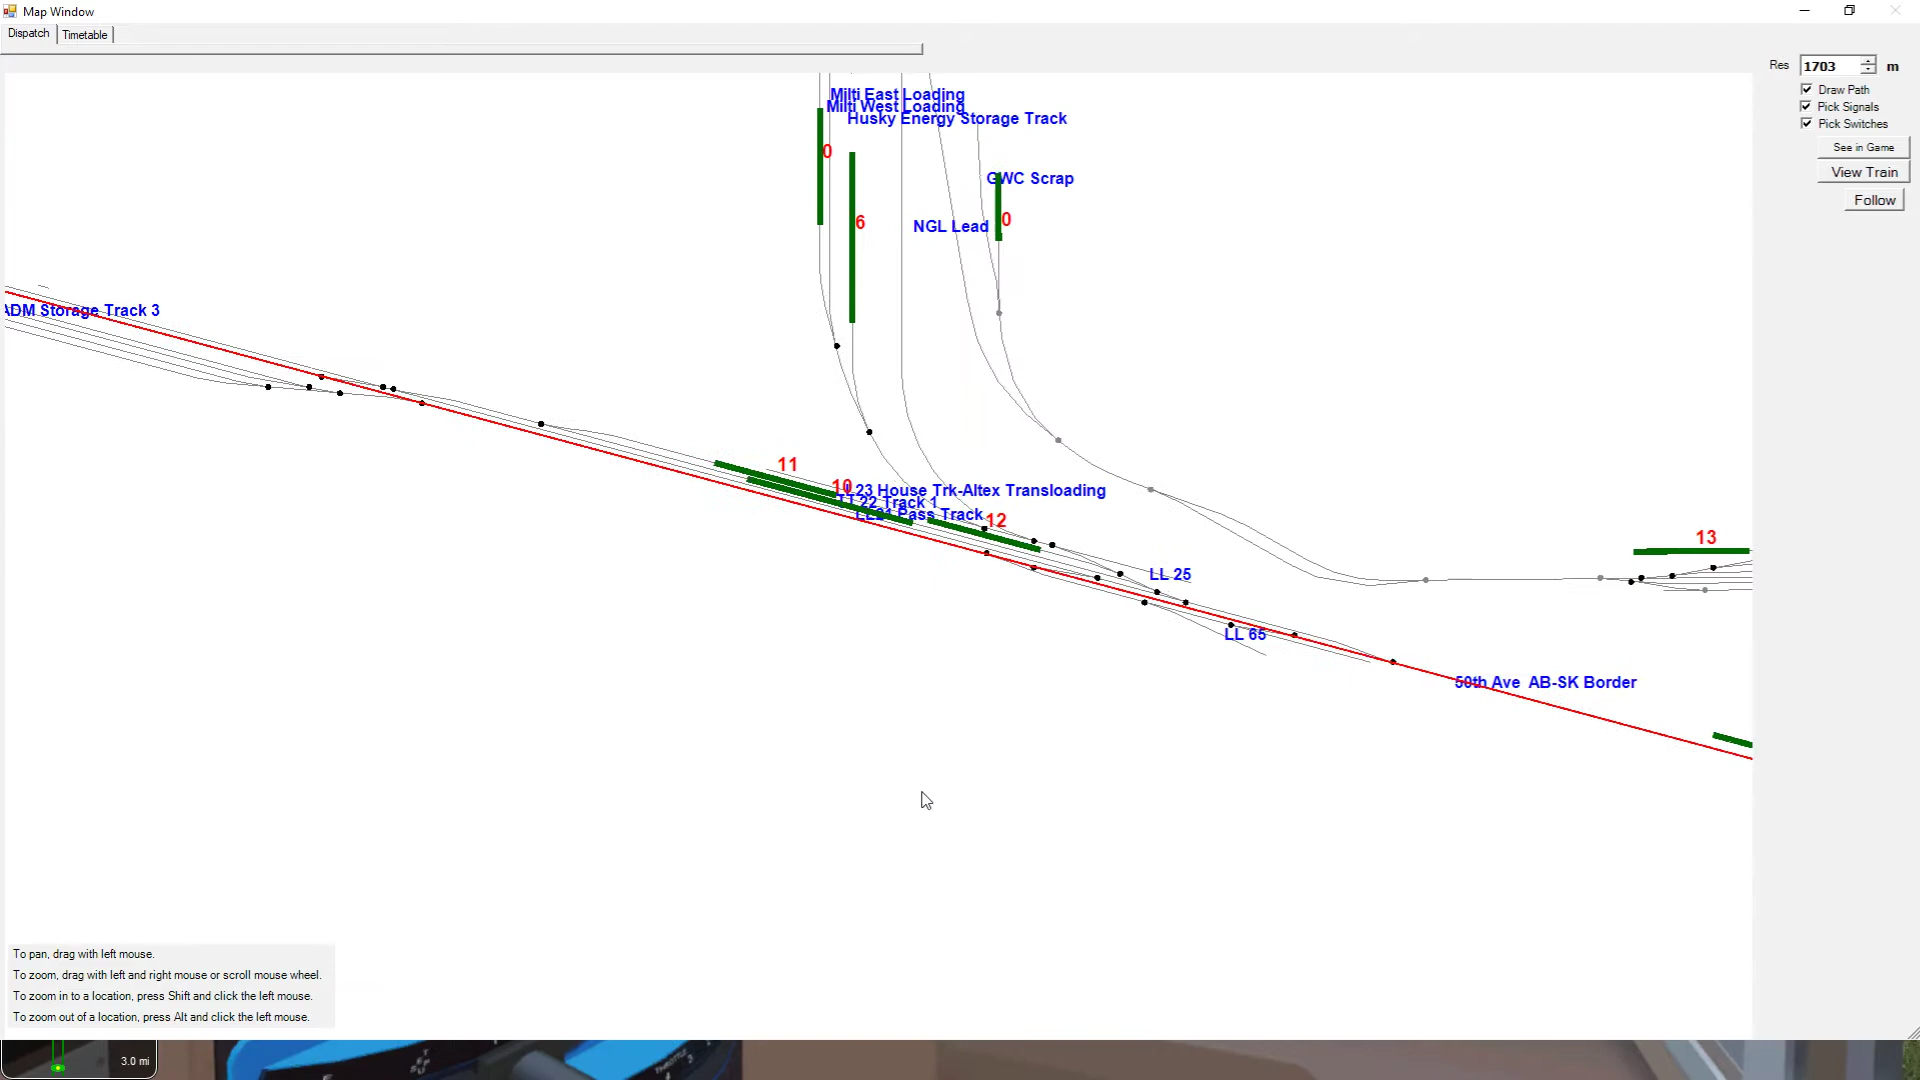 Map Window
Dispatch
Timetable
Res 1703 m
Draw Path
Pick Signals
Pick Switches
See in Game
View Train
Follow
Milti East Loading
Milti West Loading
Husky Energy Storage Track
0
GWC Scrap
6
0
NGL Lead
ADM Storage Track 3
11
10
LL23 House Trk-Altex Transloading
LL22 Track 1
LL21 Pass Track
12
13
LL 25
LL 65
50th Ave AB-SK Border
To pan, drag with left mouse.
To zoom, drag with left and right mouse or scroll mouse wheel.
To zoom in to a location, press Shift and click the left mouse.
To zoom out of a location, press Alt and click the left mouse.
3.0 mi
THROTTLE